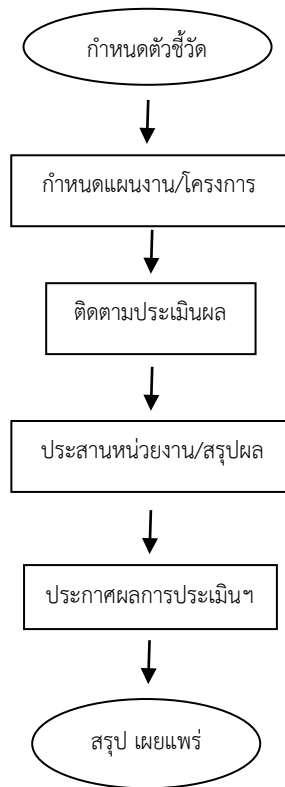 กำหนดตัวชี้วัด
กำหนดแผนงาน/โครงการ
ติดตามประเมินผล
ประสานหน่วยงาน/สรุปผล
ประกาศผลการประเมินฯ
สรุป เผยแพร่